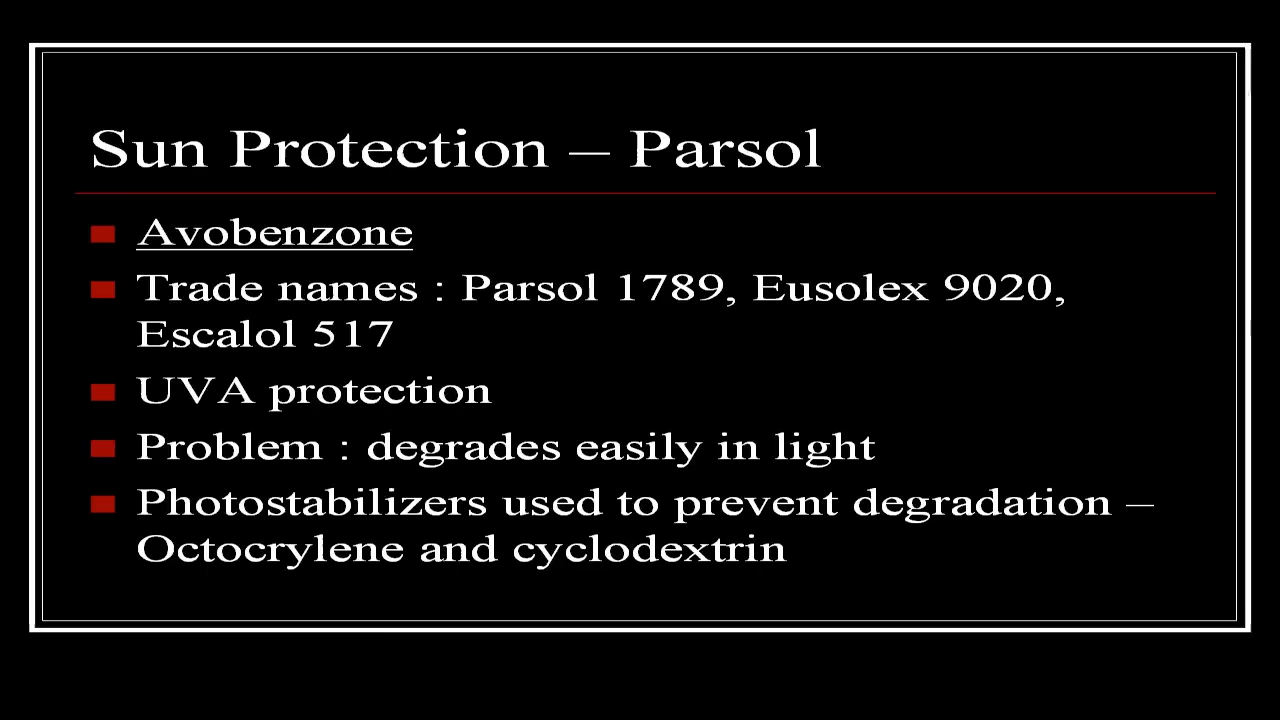 Sun Protection – Parsol
Avobenzone
Trade names : Parsol 1789, Eusolex 9020,
Escalol 517
UVA protection
Problem : degrades easily in light
Photostabilizers used to prevent degradation –
Octocrylene and cyclodextrin